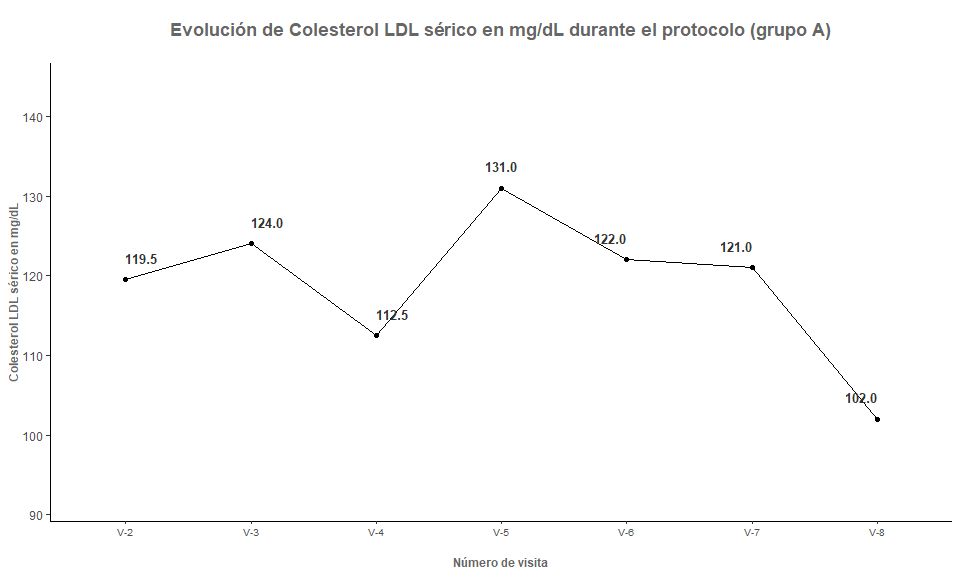 Evolución de Colesterol LDL sérico en mg/dL durante el protocolo (grupo A)
Colesterol LDL sérico en mg/dL
140
130
120
110
100
90
119.5
124.0
112.5
131.0
122.0
121.0
102.0
V-2
V-3
V-4
V-5
V-6
V-7
V-8
Número de visita